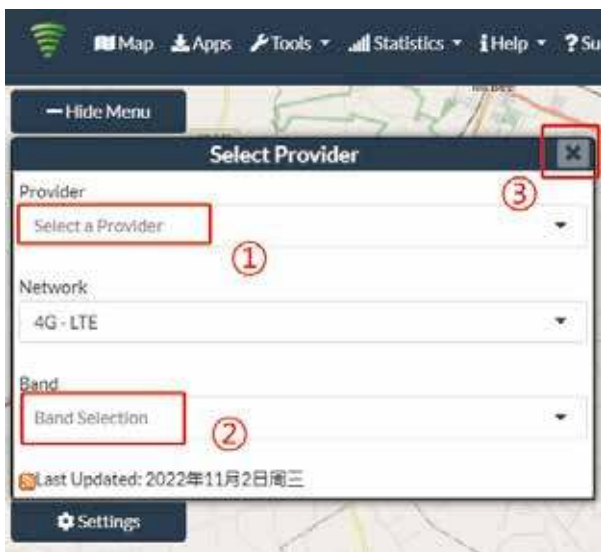 Map Apps Tools Statistics Help ? Su
Hide Menu
Select Provider
Provider
③
Select a Provider
①
Network
4G - LTE
Band
Band Selection
②
Last Updated: 2022年11月2日周三
Settings